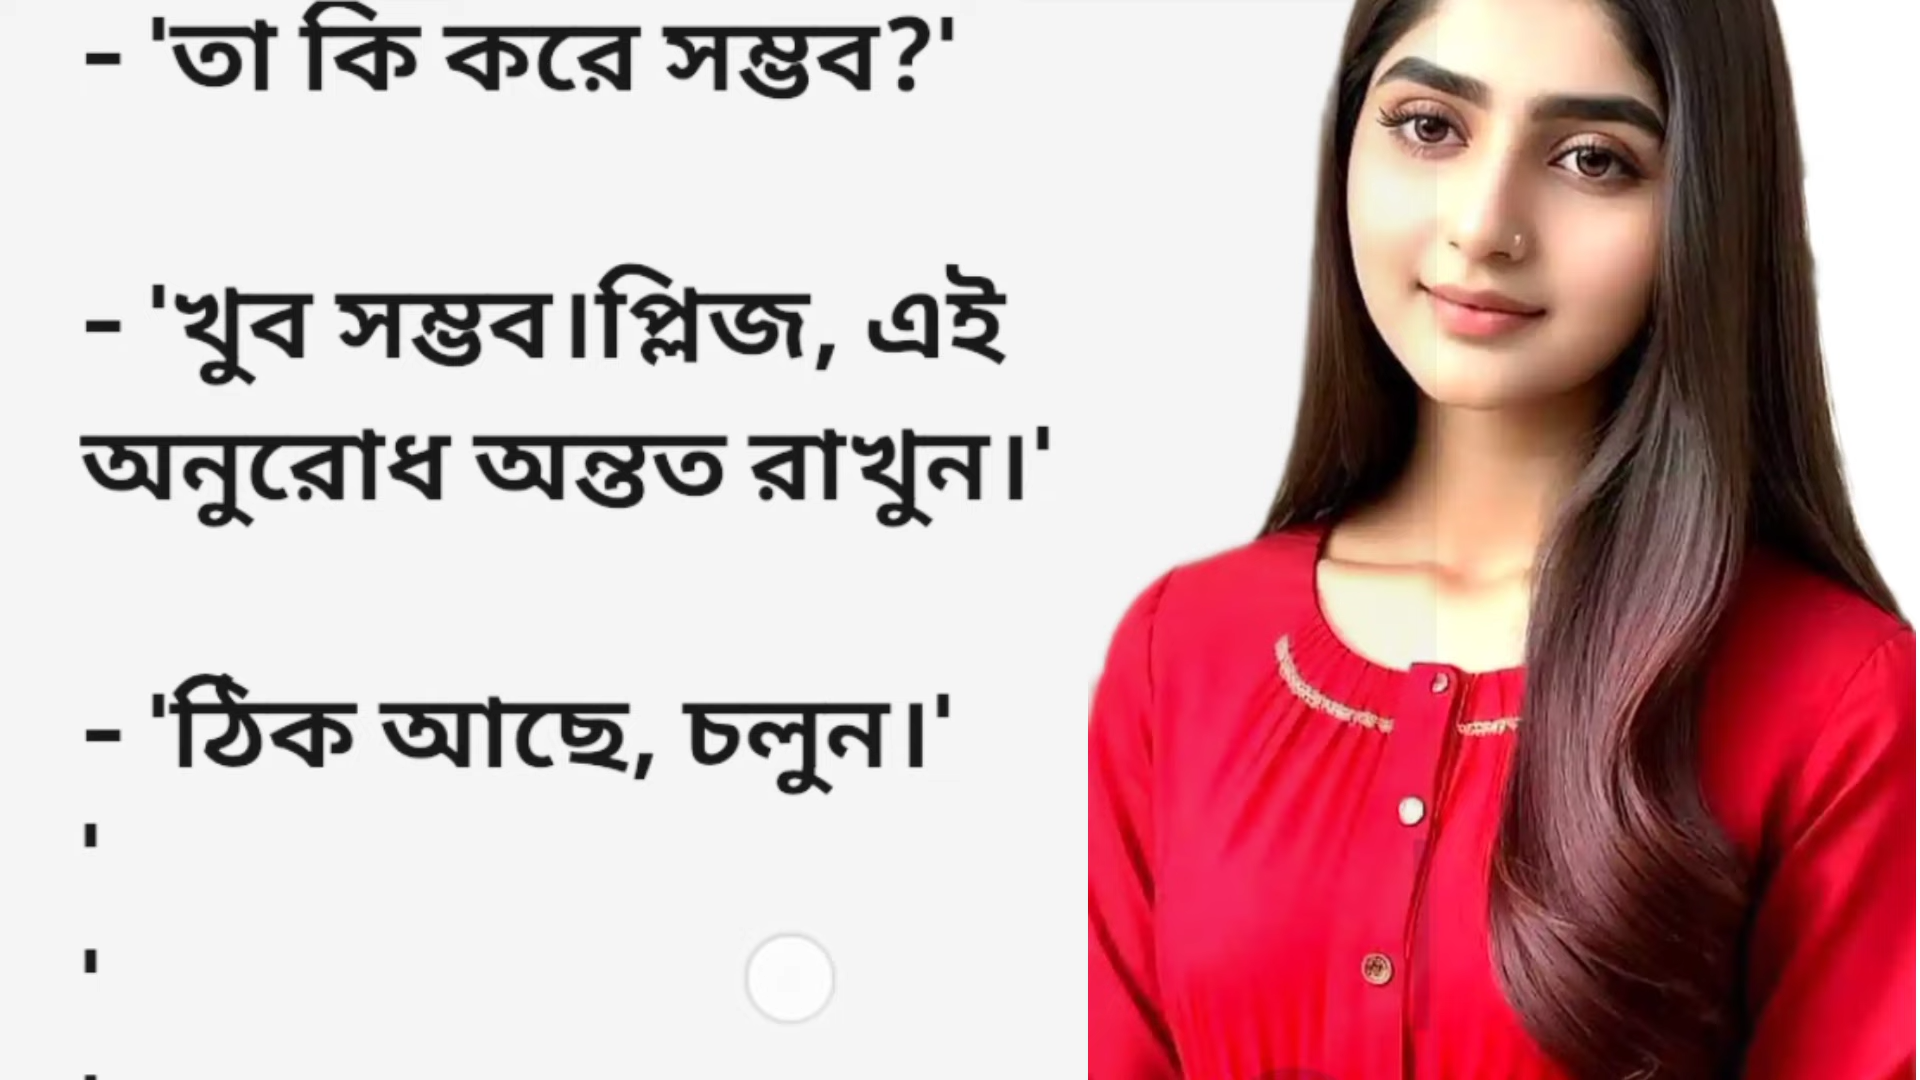 - 'তা কি করে সম্ভব?'
- 'খুব সম্ভব।প্লিজ, এই
অনুরোধ অন্তত রাখুন।'
- 'ঠিক আছে, চলুন।'
'
'
'